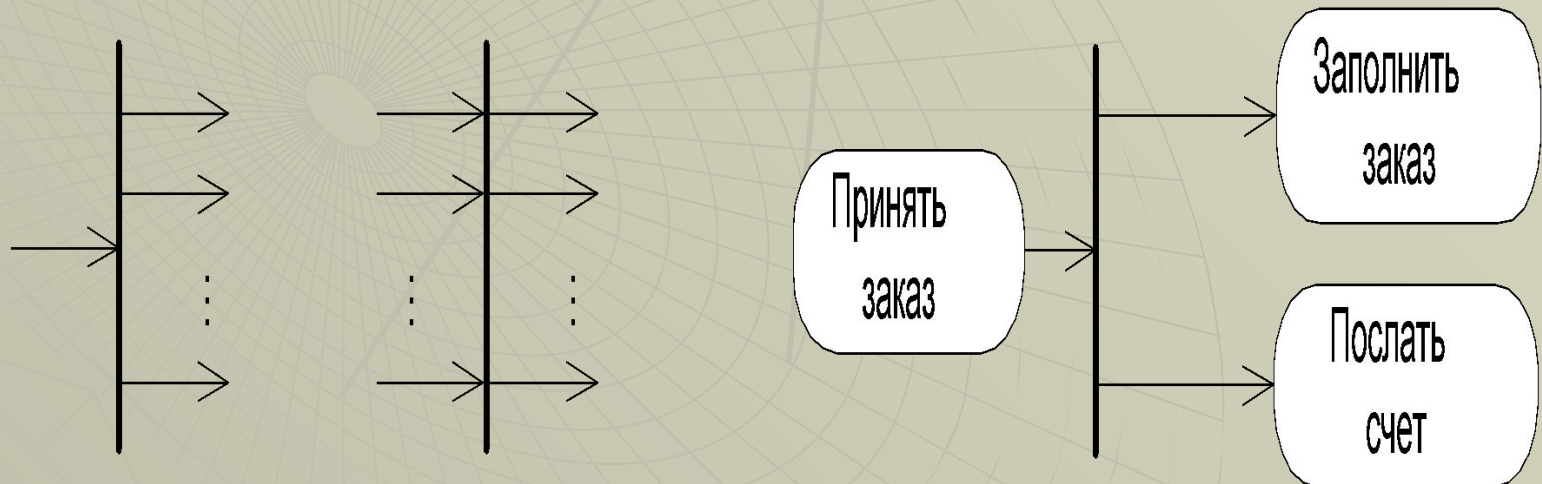 Принять
заказ
Заполнить
заказ
Послать
счет